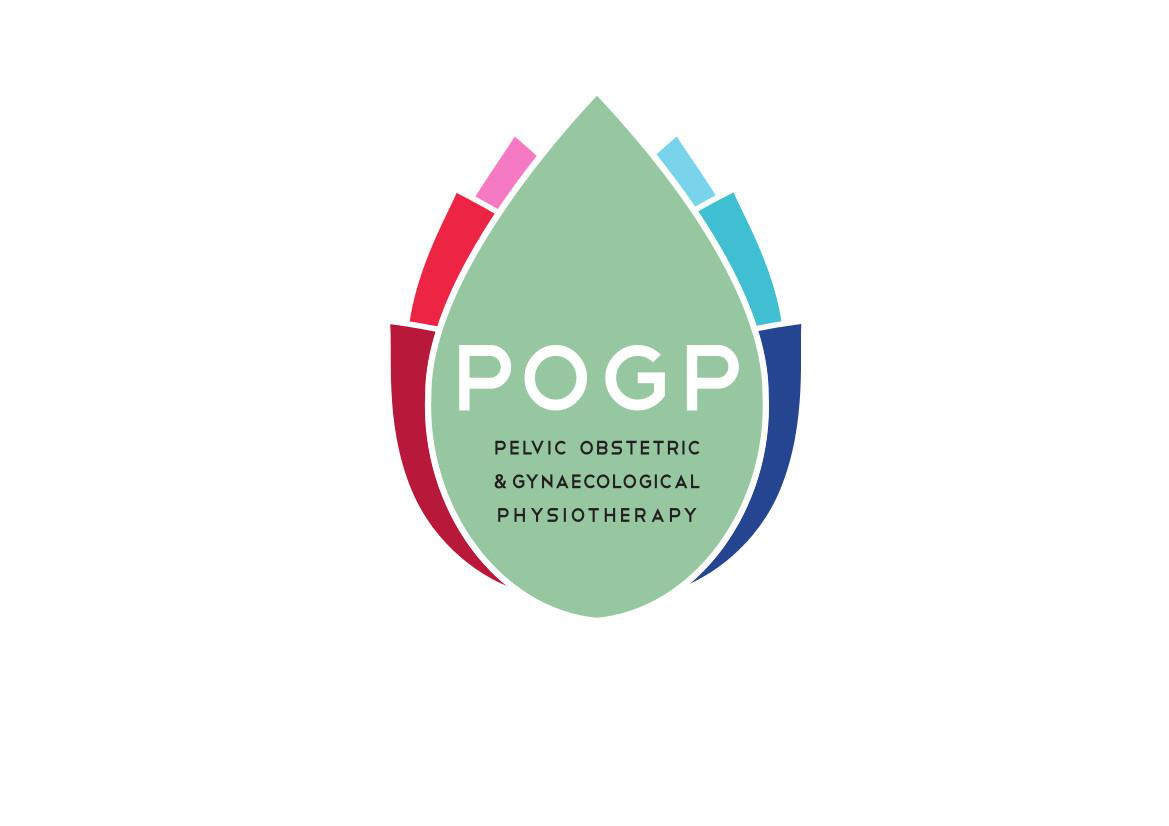 POGP
PELVIC OBSTETRIC
& GYNAECOLOGICAL
PHYSIOTHERAPY